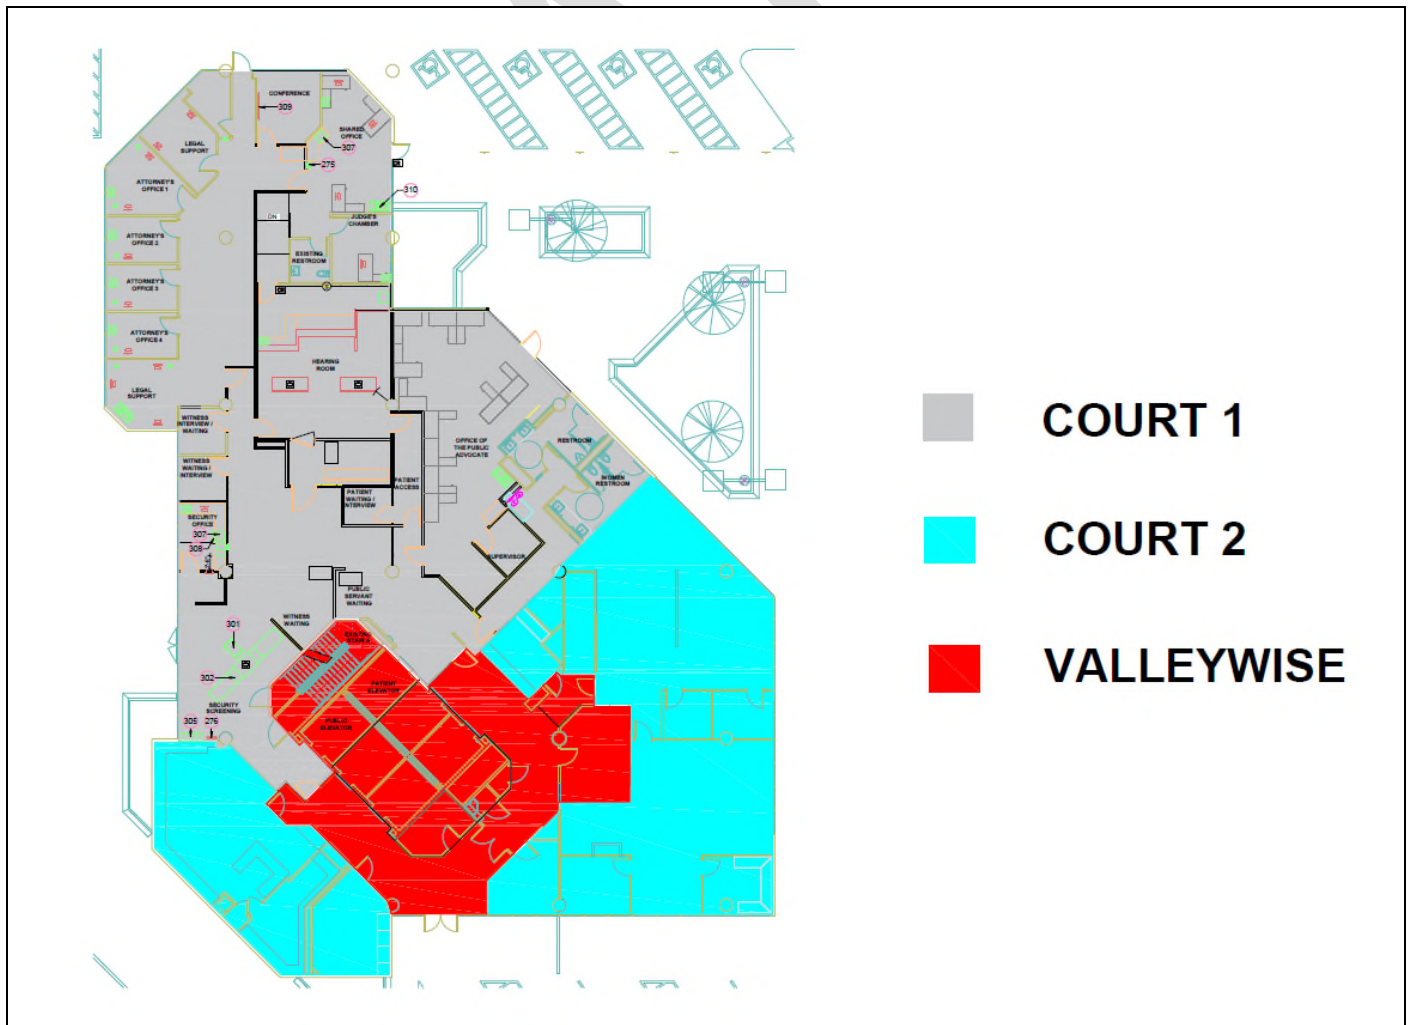 CONFERENCE
309
SHARED
OFFICE
307
LEGAL
SUPPORT
275
ATTORNEY'S
OFFICE 1
310
DN
JUDGE'S
CHAMBER
ATTORNEY'S
OFFICE 2
EXISTING
RESTROOM
ATTORNEY'S
OFFICE 3
ATTORNEY'S
OFFICE 4
HEARING
ROOM
LEGAL
SUPPORT
WITNESS
INTERVIEW /
WAITING
OFFICE OF
THE PUBLIC
ADVOCATE
RESTROOM
WITNESS
WAITING /
INTERVIEW
PATIENT
ACCESS
WOMEN
RESTROOM
PATIENT
WAITING /
INTERVIEW
SECURITY
OFFICE
307
308
SUPERVISOR
PUBLIC
SERVANT
WAITING
WITNESS
WAITING
301
EXISTING
STAIRS
302
PATIENT
ELEVATOR
SECURITY
SCREENING
PUBLIC
ELEVATOR
305
276
COURT 1
COURT 2
VALLEYWISE